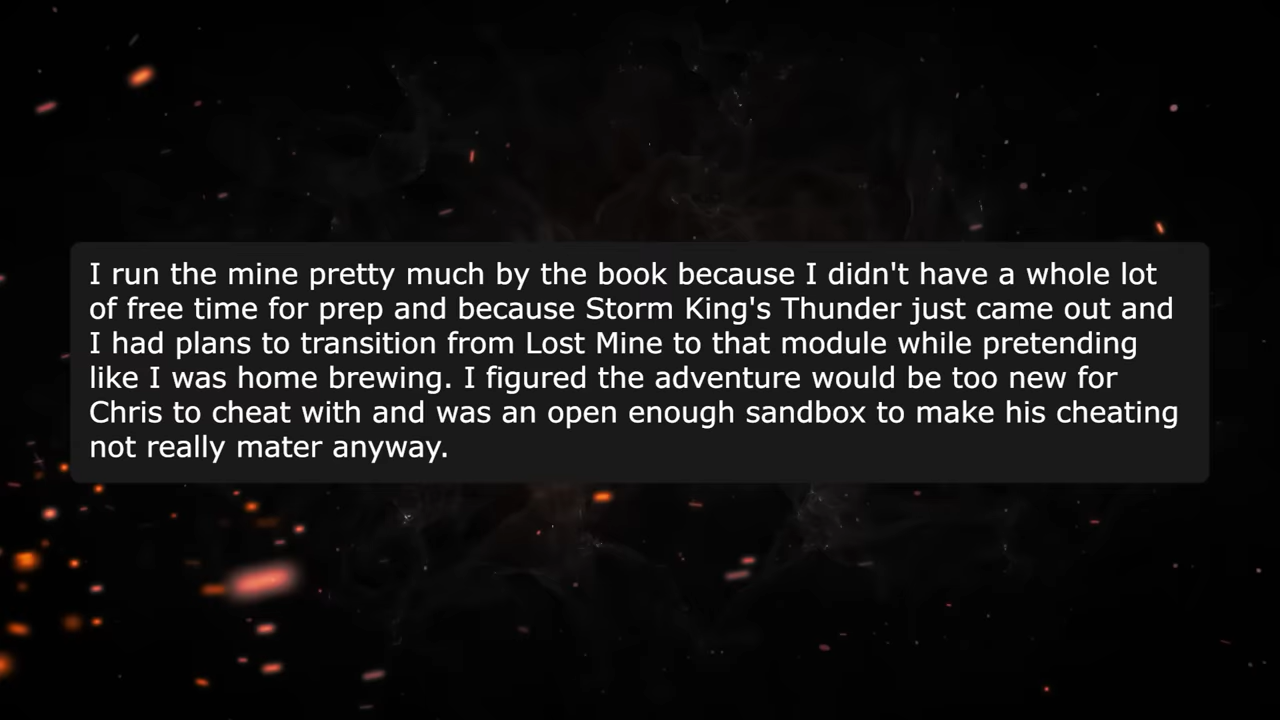 I run the mine pretty much by the book because I didn't have a whole lot
of free time for prep and because Storm King's Thunder just came out and
I had plans to transition from Lost Mine to that module while pretending
like I was home brewing. I figured the adventure would be too new for
Chris to cheat with and was an open enough sandbox to make his cheating
not really mater anyway.